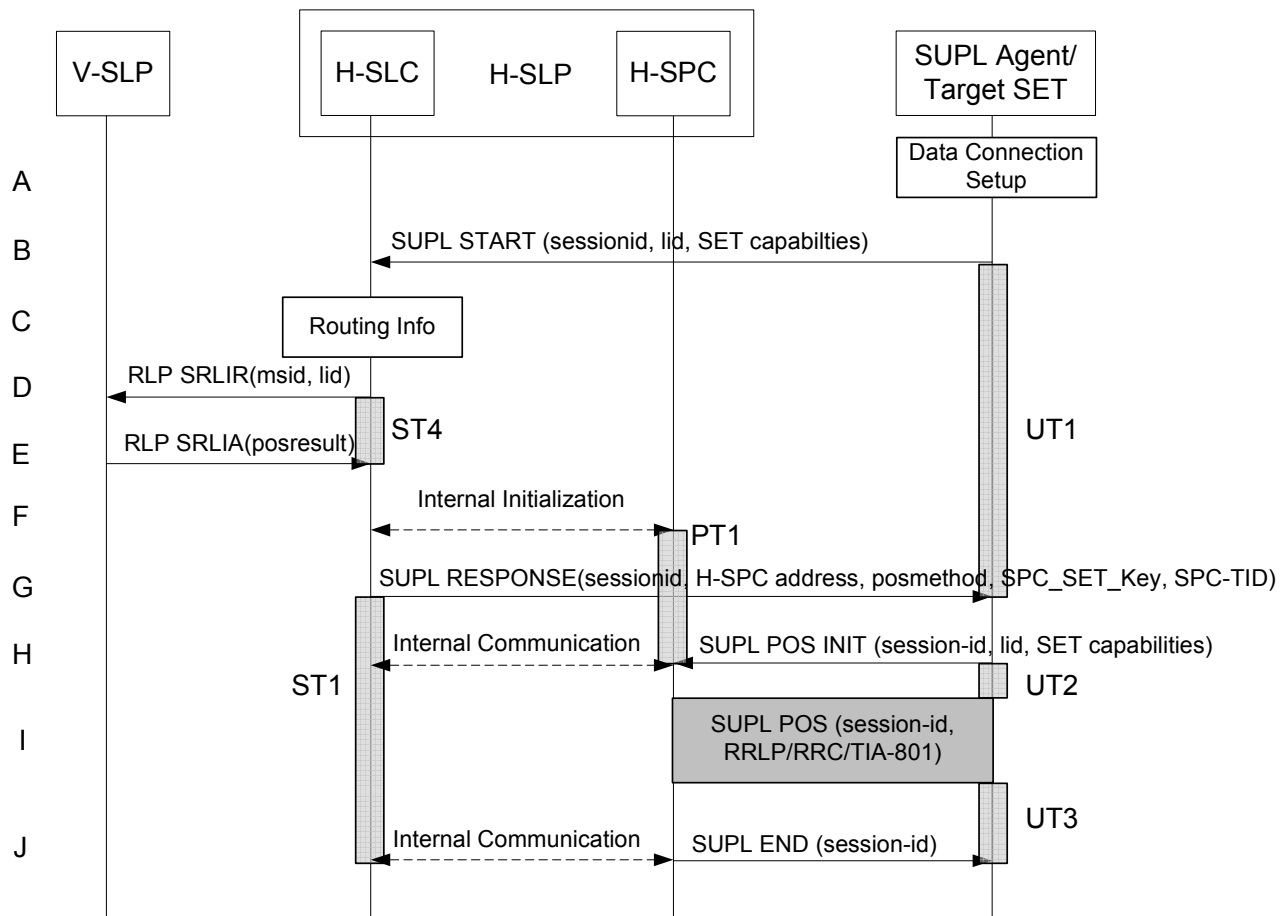 V-SLP
H-SLC
H-SLP
H-SPC
SUPL Agent/
Target SET
A
Data Connection
Setup
B
SUPL START (sessionid, lid, SET capabilties)
C
Routing Info
D
RLP SRLIR(msid, lid)
ST4
UT1
E
RLP SRLIA(posresult)
F
Internal Initialization
PT1
G
SUPL RESPONSE(sessionid, H-SPC address, posmethod, SPC_SET_Key, SPC-TID)
H
Internal Communication
SUPL POS INIT (session-id, lid, SET capabilities)
ST1
UT2
I
SUPL POS (session-id,
RRLP/RRC/TIA-801)
UT3
J
Internal Communication
SUPL END (session-id)